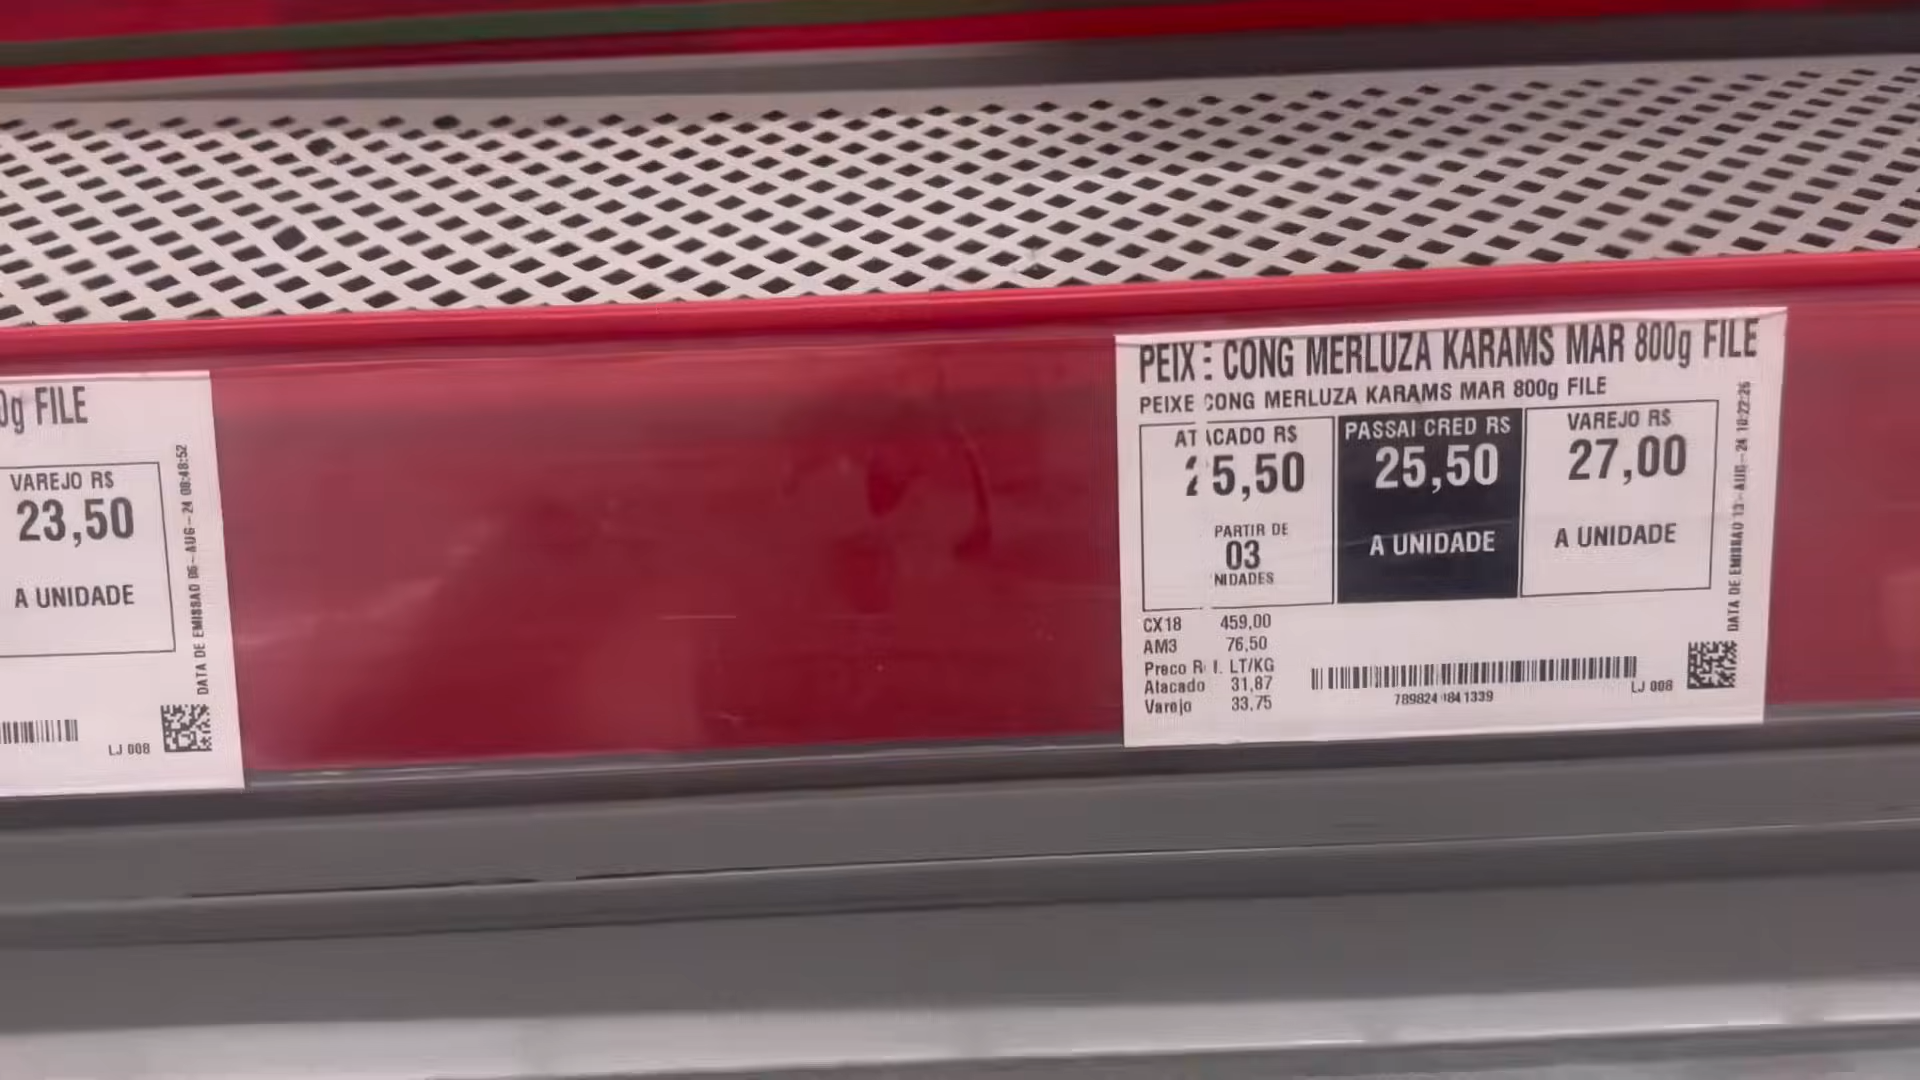 0g FILE
VAREJO R$
23,50
A UNIDADE
DATA DE EMISSAO 06-AUG-24 08:48:52
LJ 008
PEIX : CONG MERLUZA KARAMS MAR 800g FILE
PEIXE CONG MERLUZA KARAMS MAR 800g FILE
ATACADO R$
25,50
PARTIR DE
03
NIDADES
PASSAI CRED R$
25,50
A UNIDADE
VAREJO R$
27,00
A UNIDADE
CX18 459,00
AM3 76,50
Preco R l. LT/KG
Atacado 31,87
Varejo 33,75
LJ 008
DATA DE EMISSAO 13-AUG-24 10:22:26